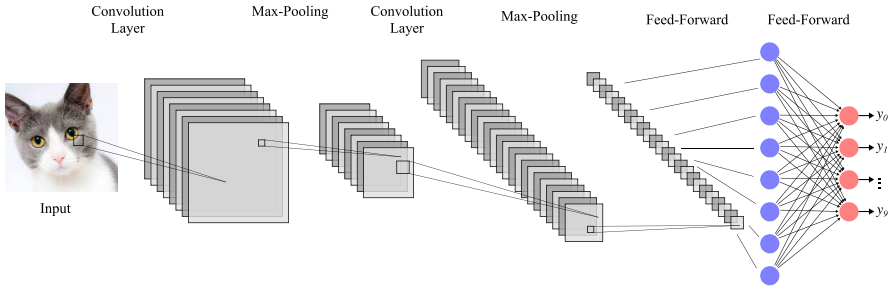 Convolution
Layer
Max-Pooling
Convolution
Layer
Max-Pooling
Feed-Forward
Feed-Forward
Input
y0
y1
y9